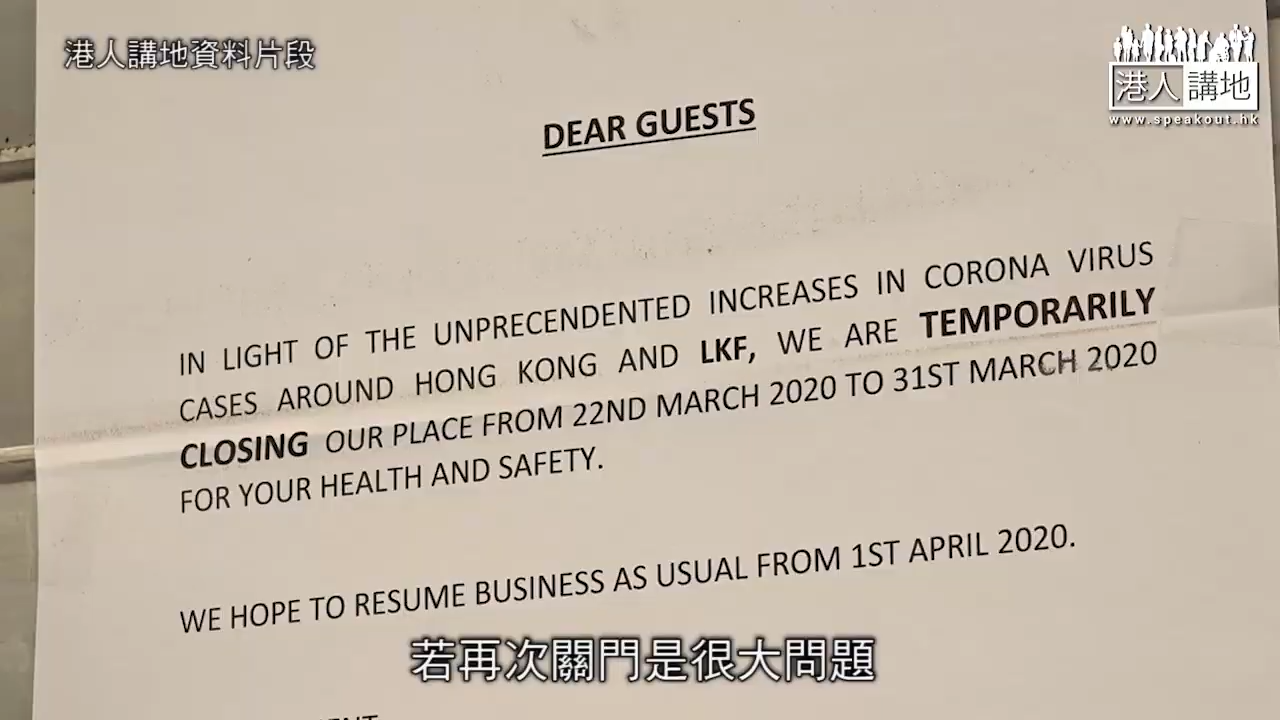 港人講地資料片段
港人講地
www.speakout.hk
DEAR GUESTS
IN LIGHT OF THE UNPRECENDENTED INCREASES IN CORONA VIRUS
CASES AROUND HONG KONG AND LKF, WE ARE TEMPORARILY
CLOSING OUR PLACE FROM 22ND MARCH 2020 TO 31ST MARCH 2020
FOR YOUR HEALTH AND SAFETY.
WE HOPE TO RESUME BUSINESS AS USUAL FROM 1ST APRIL 2020.
若再次關門是很大問題